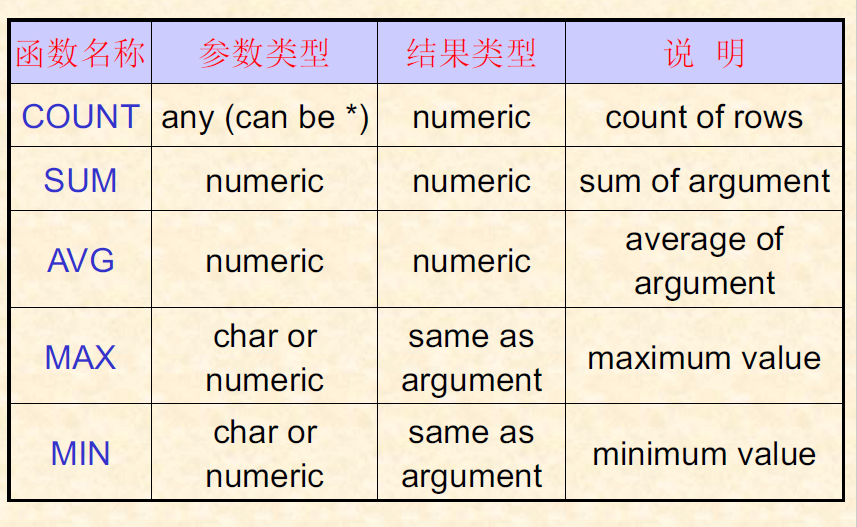 函数名称 参数类型 结果类型 说 明
COUNT any (can be *) numeric count of rows
SUM numeric numeric sum of argument
AVG numeric numeric average of
argument
MAX char or
numeric same as
argument maximum value
MIN char or
numeric same as
argument minimum value